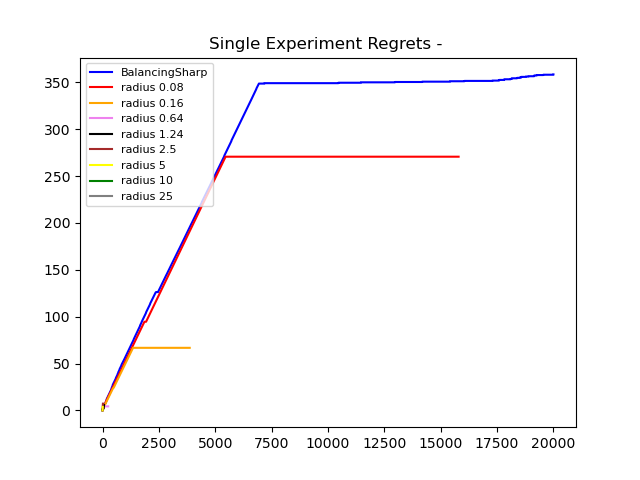 Single Experiment Regrets -
BalancingSharp
radius 0.08
radius 0.16
radius 0.64
radius 1.24
radius 2.5
radius 5
radius 10
radius 25
350
300
250
200
150
100
50
0
0 2500 5000 7500 10000 12500 15000 17500 20000